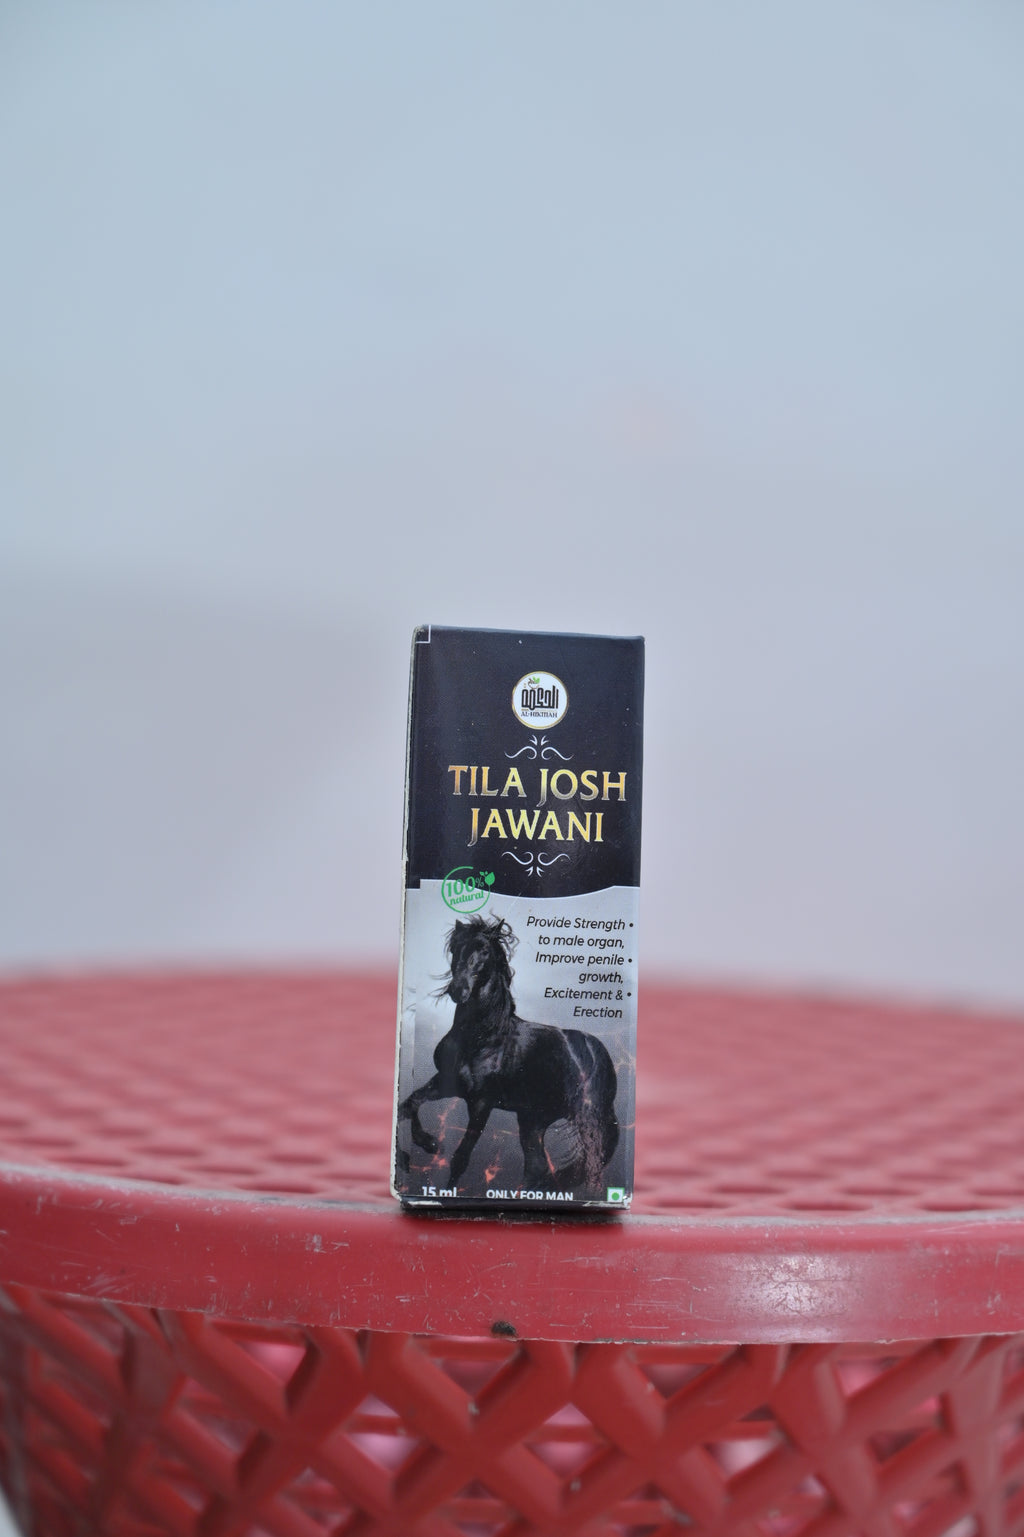 AL-HIKMAH
TILA JOSH
JAWANI
100%
natural
Provide Strength •
to male organ,
Improve penile •
growth,
Excitement & •
Erection
15 ml
ONLY FOR MAN